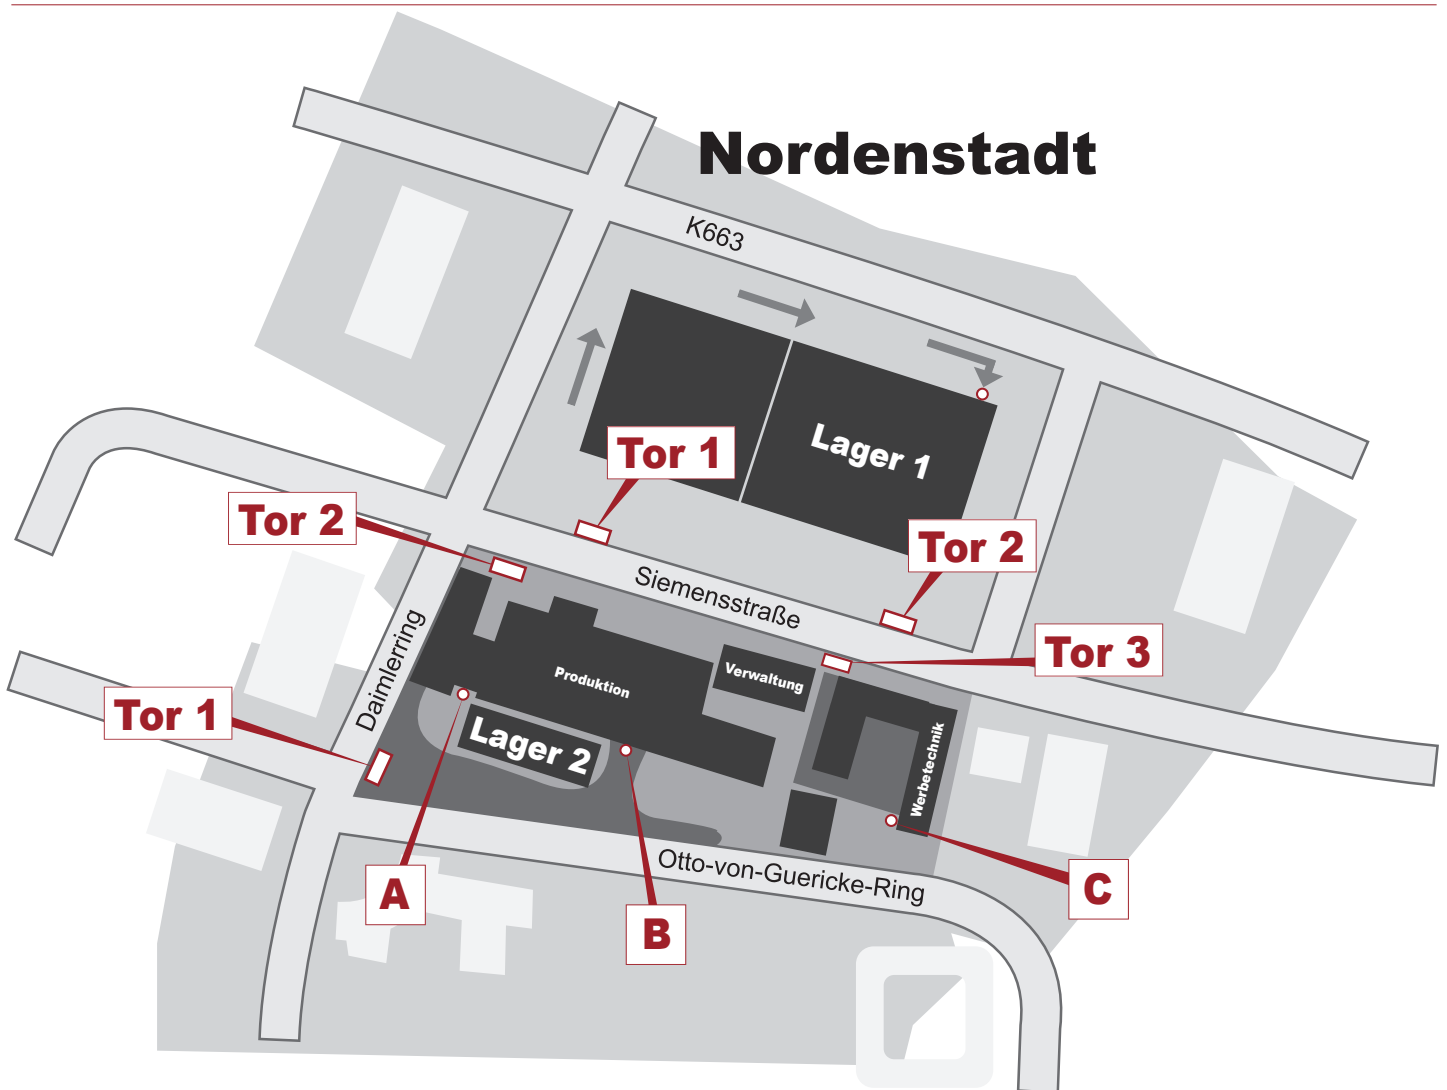 Nordenstadt
K663
Lager 1
Tor 1
Tor 2
Tor 2
Siemensstraße
Tor 3
Daimlerring
Produktion
Verwaltung
Tor 1
Lager 2
Werbetechnik
Otto-von-Guericke-Ring
A
B
C